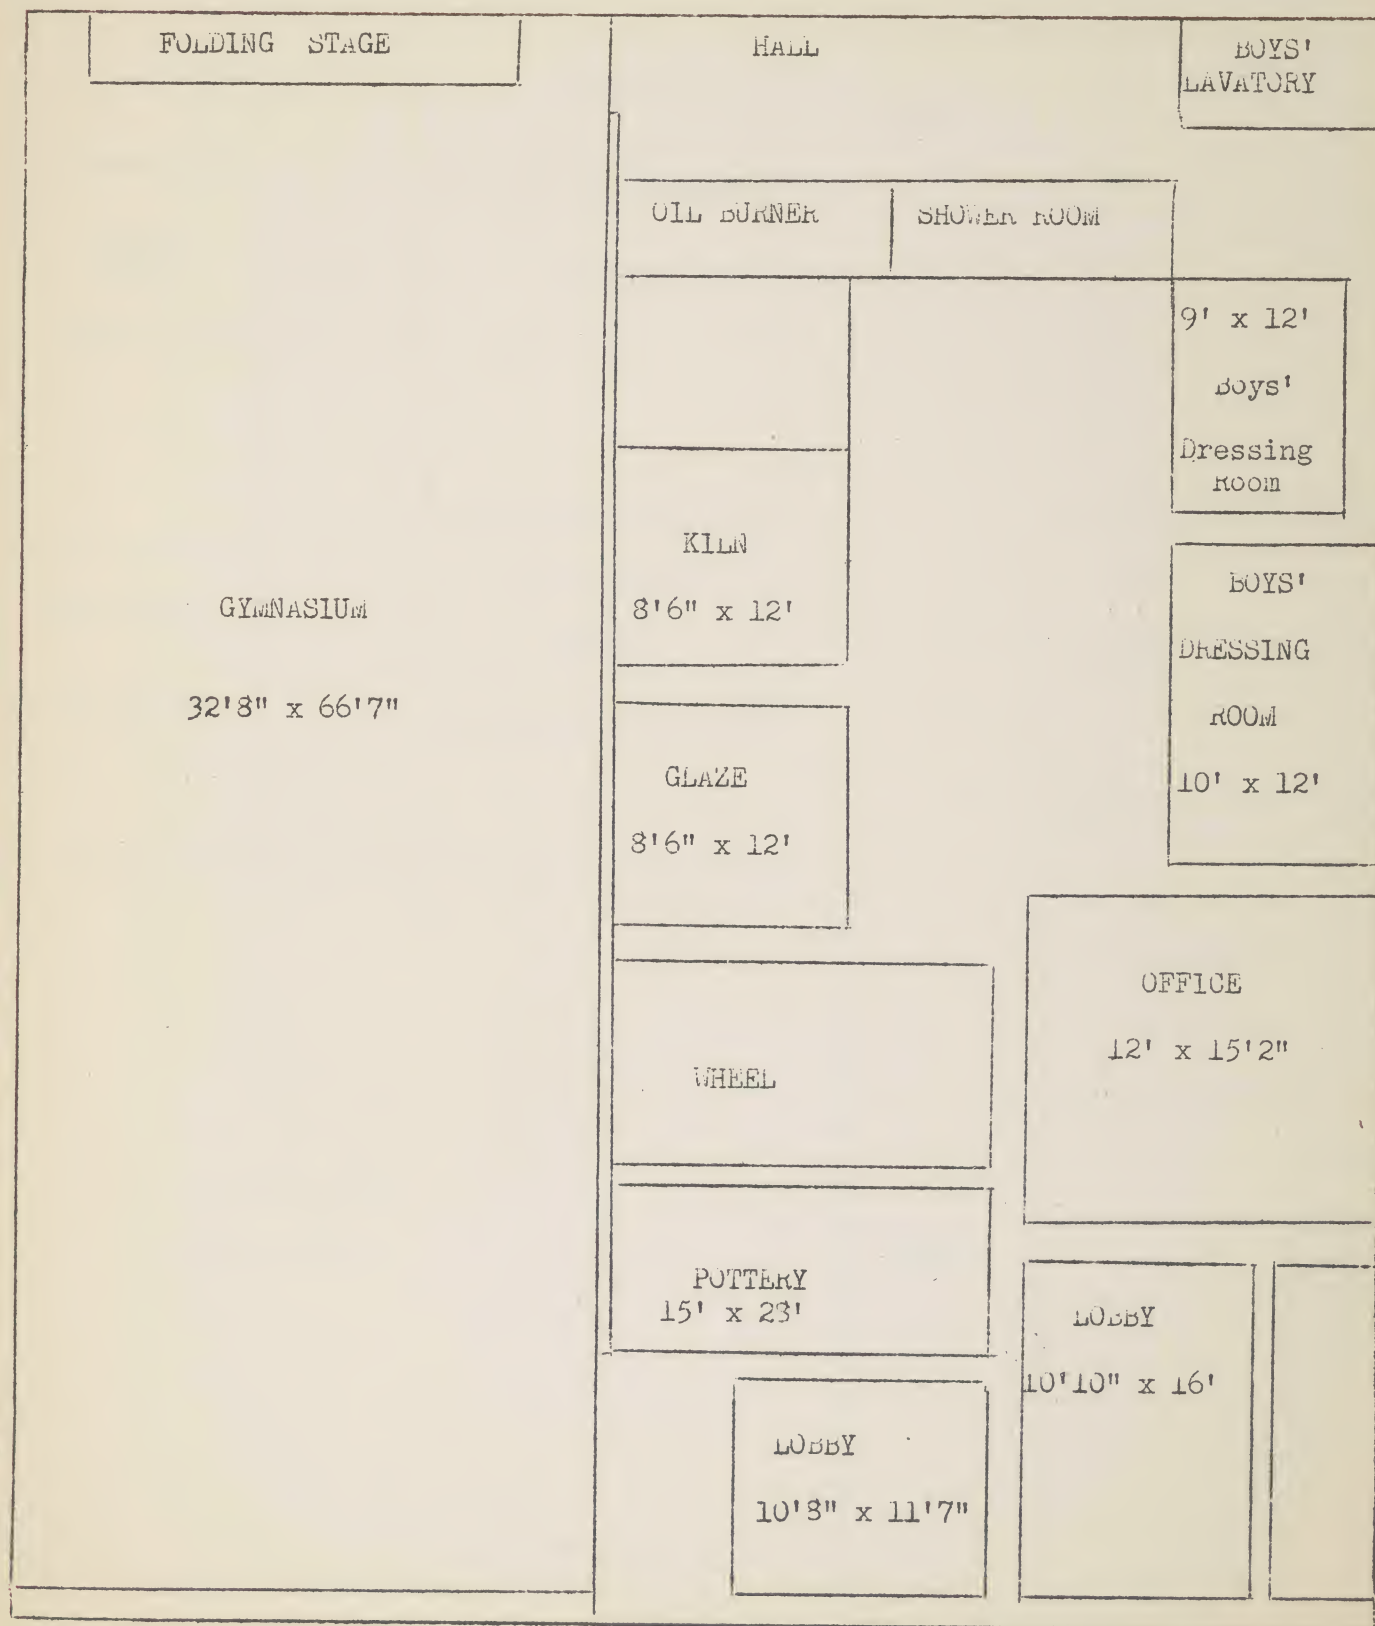 FOLDING STAGE
HALL
BOYS'
LAVATORY
OIL BURNER
SHOWER ROOM
9' x 12'
Boys'
Dressing
Room
KILN
8'6" x 12'
BOYS'
DRESSING
ROOM
10' x 12'
GYMNASIUM
32'8" x 66'7"
GLAZE
8'6" x 12'
OFFICE
12' x 15'2"
WHEEL
POTTERY
15' x 23'
LOBBY
10'10" x 16'
LOBBY
10'8" x 11'7"